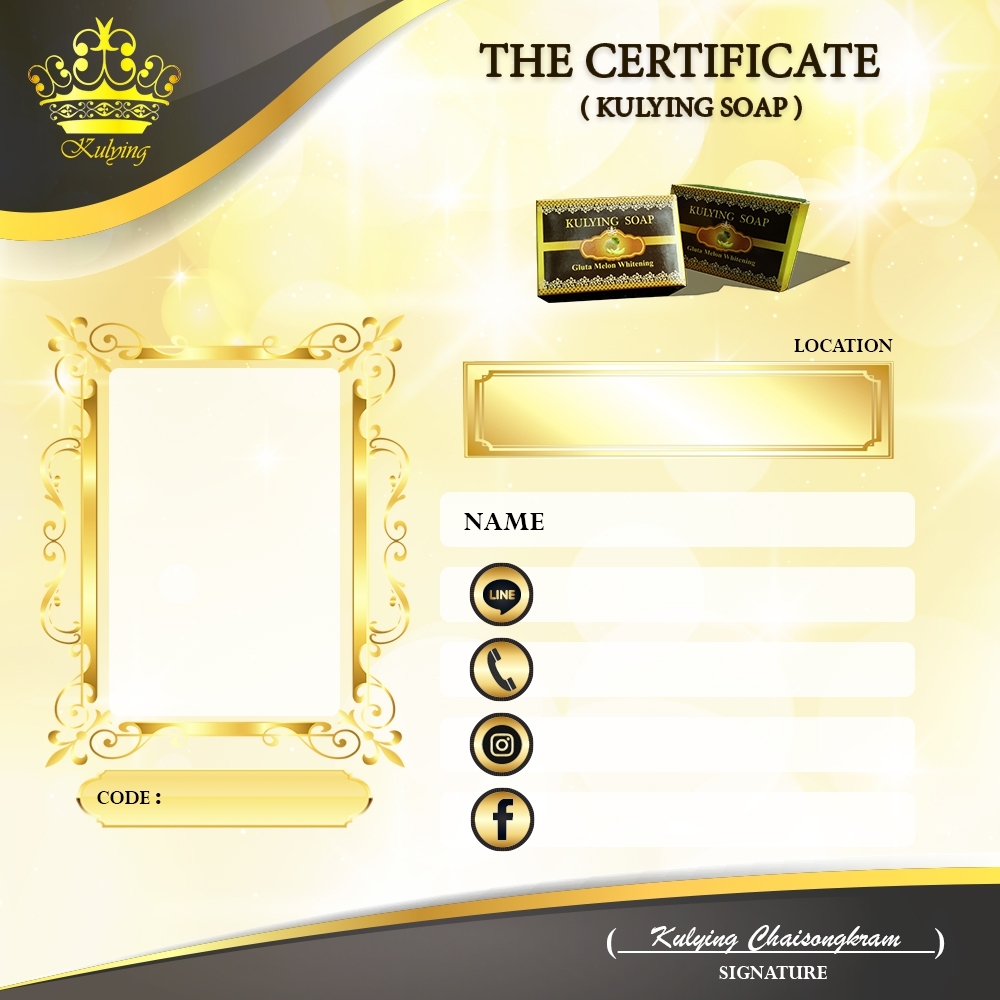 Kulying
THE CERTIFICATE
( KULYING SOAP )
KULYING SOAP
Gluta Melon Whitening
KULYING SOAP
Gluta Melon Whitening
LOCATION
NAME
LINE
CODE :
( Kulying Chaisongkram )
SIGNATURE